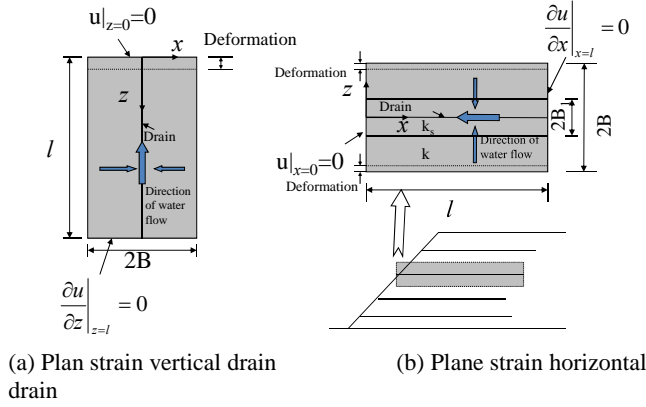 u|z=0=0
x
Deformation
z
Drain
l
Direction
of water
flow
2B
∂u/∂z|z=l = 0
(a) Plan strain vertical drain
drain
∂u/∂x|x=l = 0
Deformation
z
Drain
x
ks
k
Direction of
water flow
u|x=0=0
Deformation
2B1
2B
l
(b) Plane strain horizontal